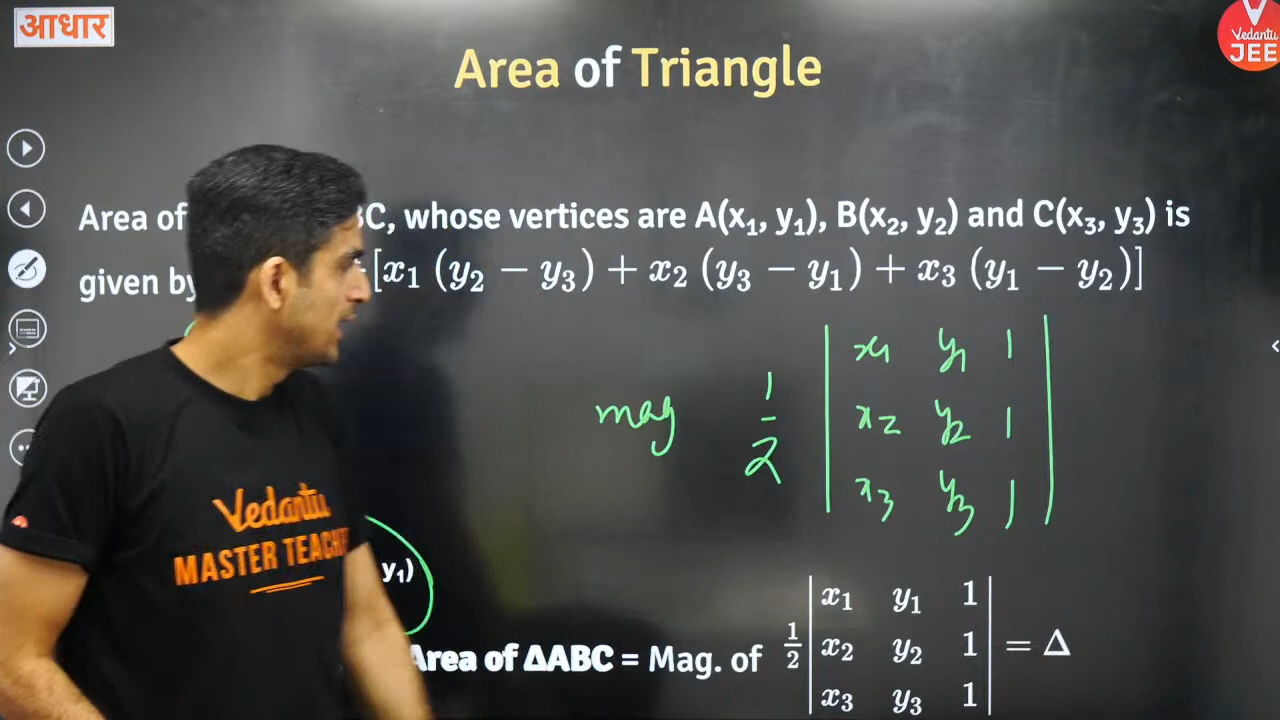 आधार
Vedantu
JEE
Area of Triangle
Area of BC, whose vertices are A(x₁, y₁), B(x₂, y₂) and C(x₃, y₃) is
given by [x₁ (y₂ − y₃) + x₂ (y₃ − y₁) + x₃ (y₁ − y₂)]
mag 1/2 | x₁ y₁ 1 |
| x₂ y₂ 1 |
| x₃ y₃ 1 |
Vedantu
MASTER TEACHE
y₁)
Area of ΔABC = Mag. of 1/2 | x₁ y₁ 1 |
| x₂ y₂ 1 | = Δ
| x₃ y₃ 1 |